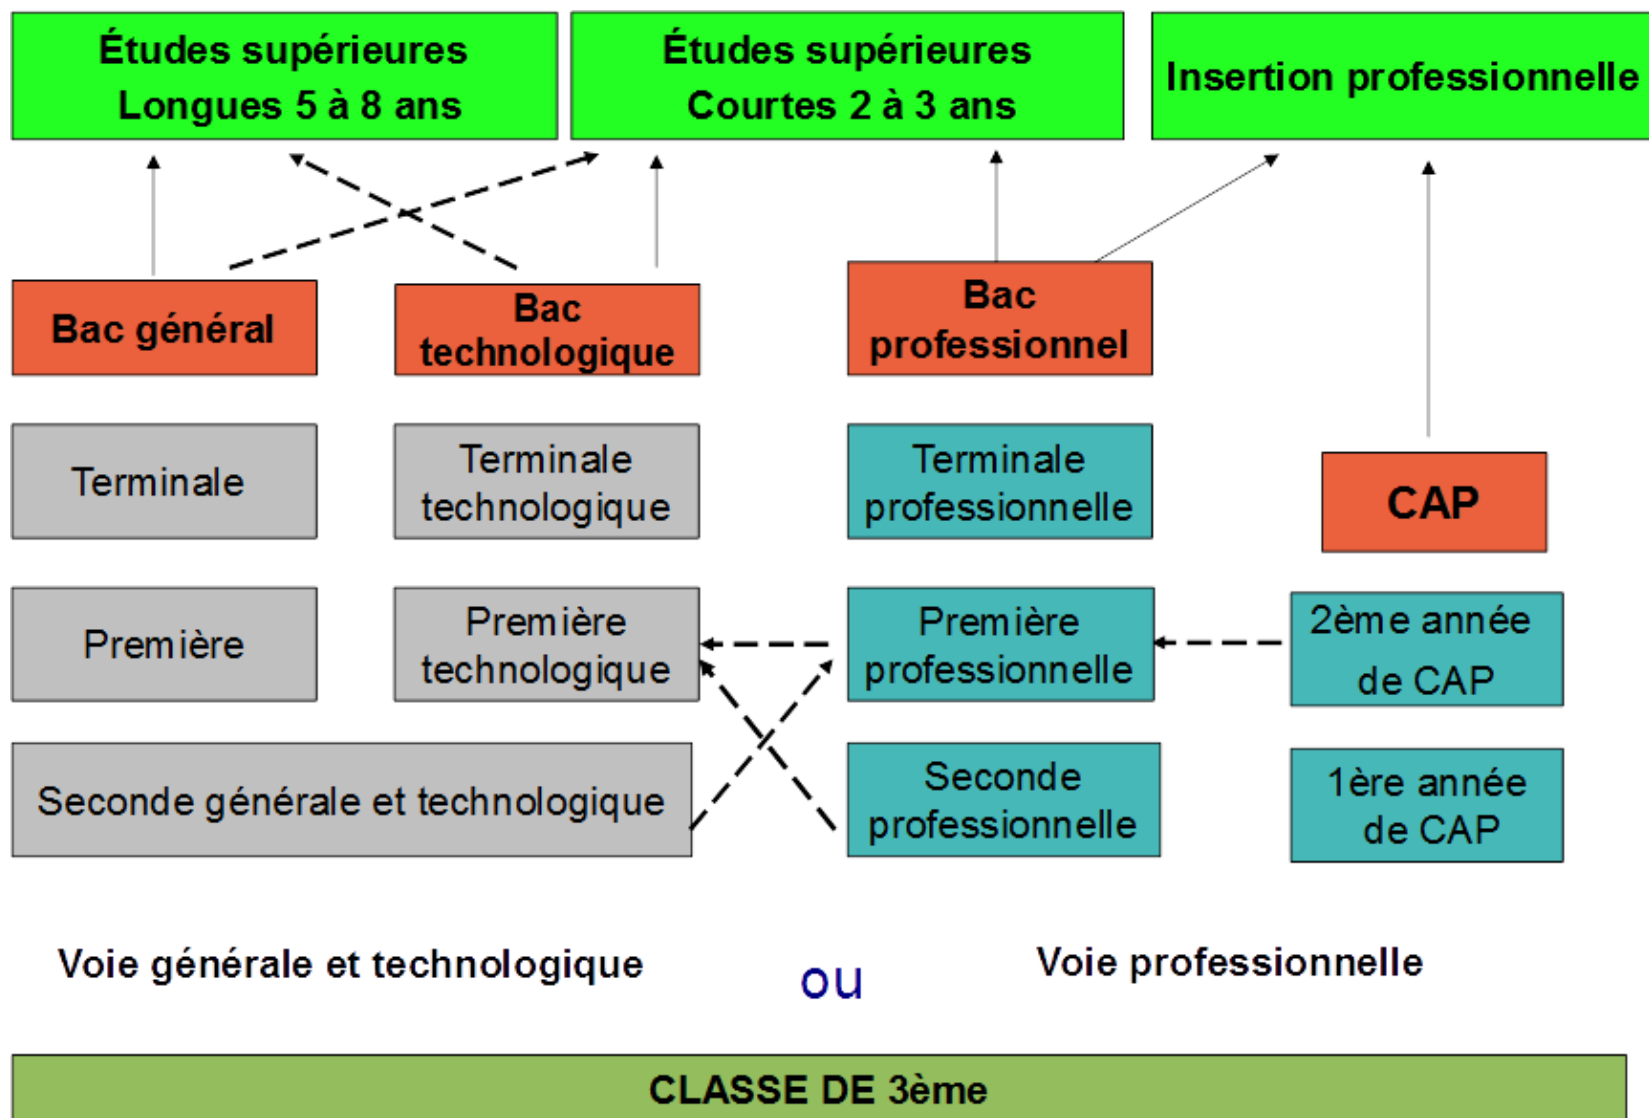 Études supérieures
Longues 5 à 8 ans
Études supérieures
Courtes 2 à 3 ans
Insertion professionnelle
Bac général
Bac
technologique
Bac
professionnel
Terminale
Terminale
technologique
Terminale
professionnelle
CAP
Première
Première
technologique
Première
professionnelle
2ème année
de CAP
Seconde générale et technologique
Seconde
professionnelle
1ère année
de CAP
Voie générale et technologique
ou
Voie professionnelle
CLASSE DE 3ème